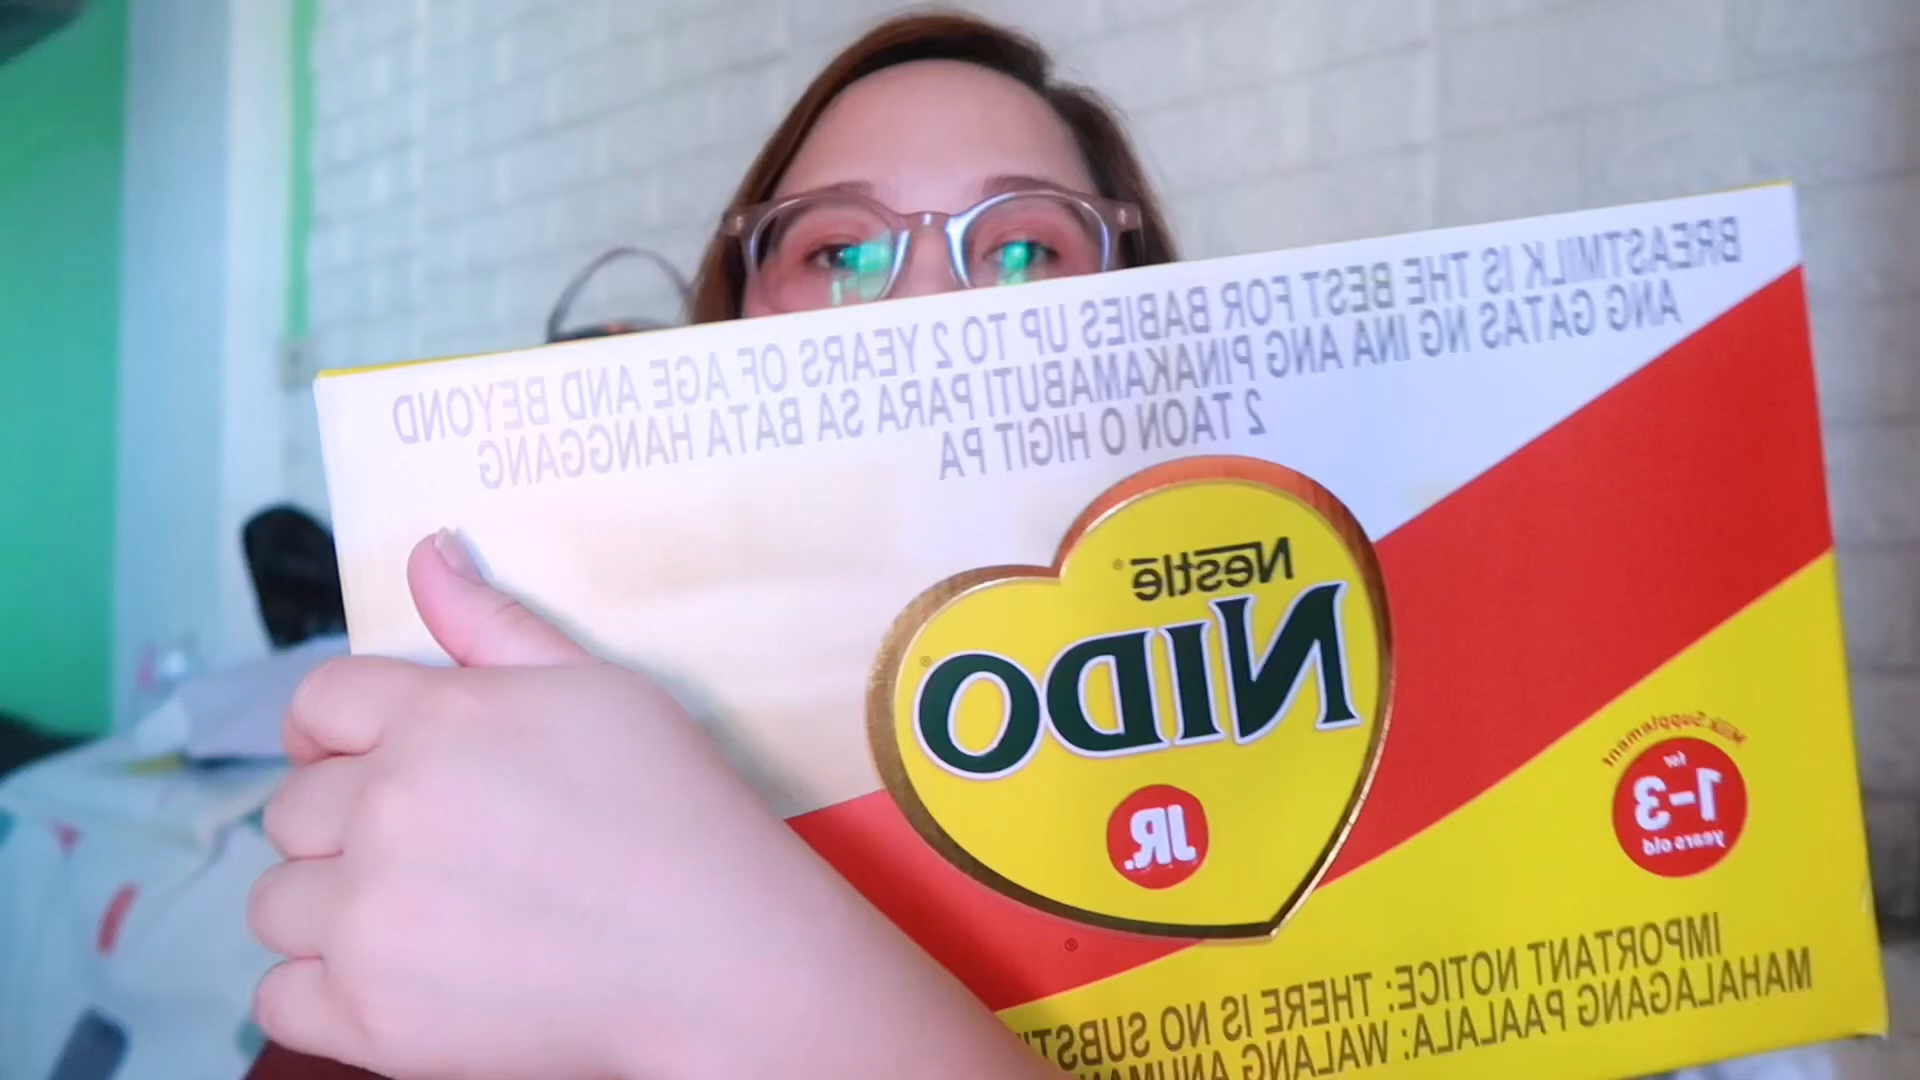 BREASTMILK IS THE BEST FOR BABIES UP TO 2 YEARS OF AGE AND BEYOND
ANG GATAS NG INA ANG PINAKAMABUTI PARA SA BATA HANGGANG
2 TAON O HIGIT PA
Nestlé®
NIDO®
JR.
Milk Supplement
for
1-3
years old
IMPORTANT NOTICE: THERE IS NO
MAHALAGANG PAALALA: WALANG